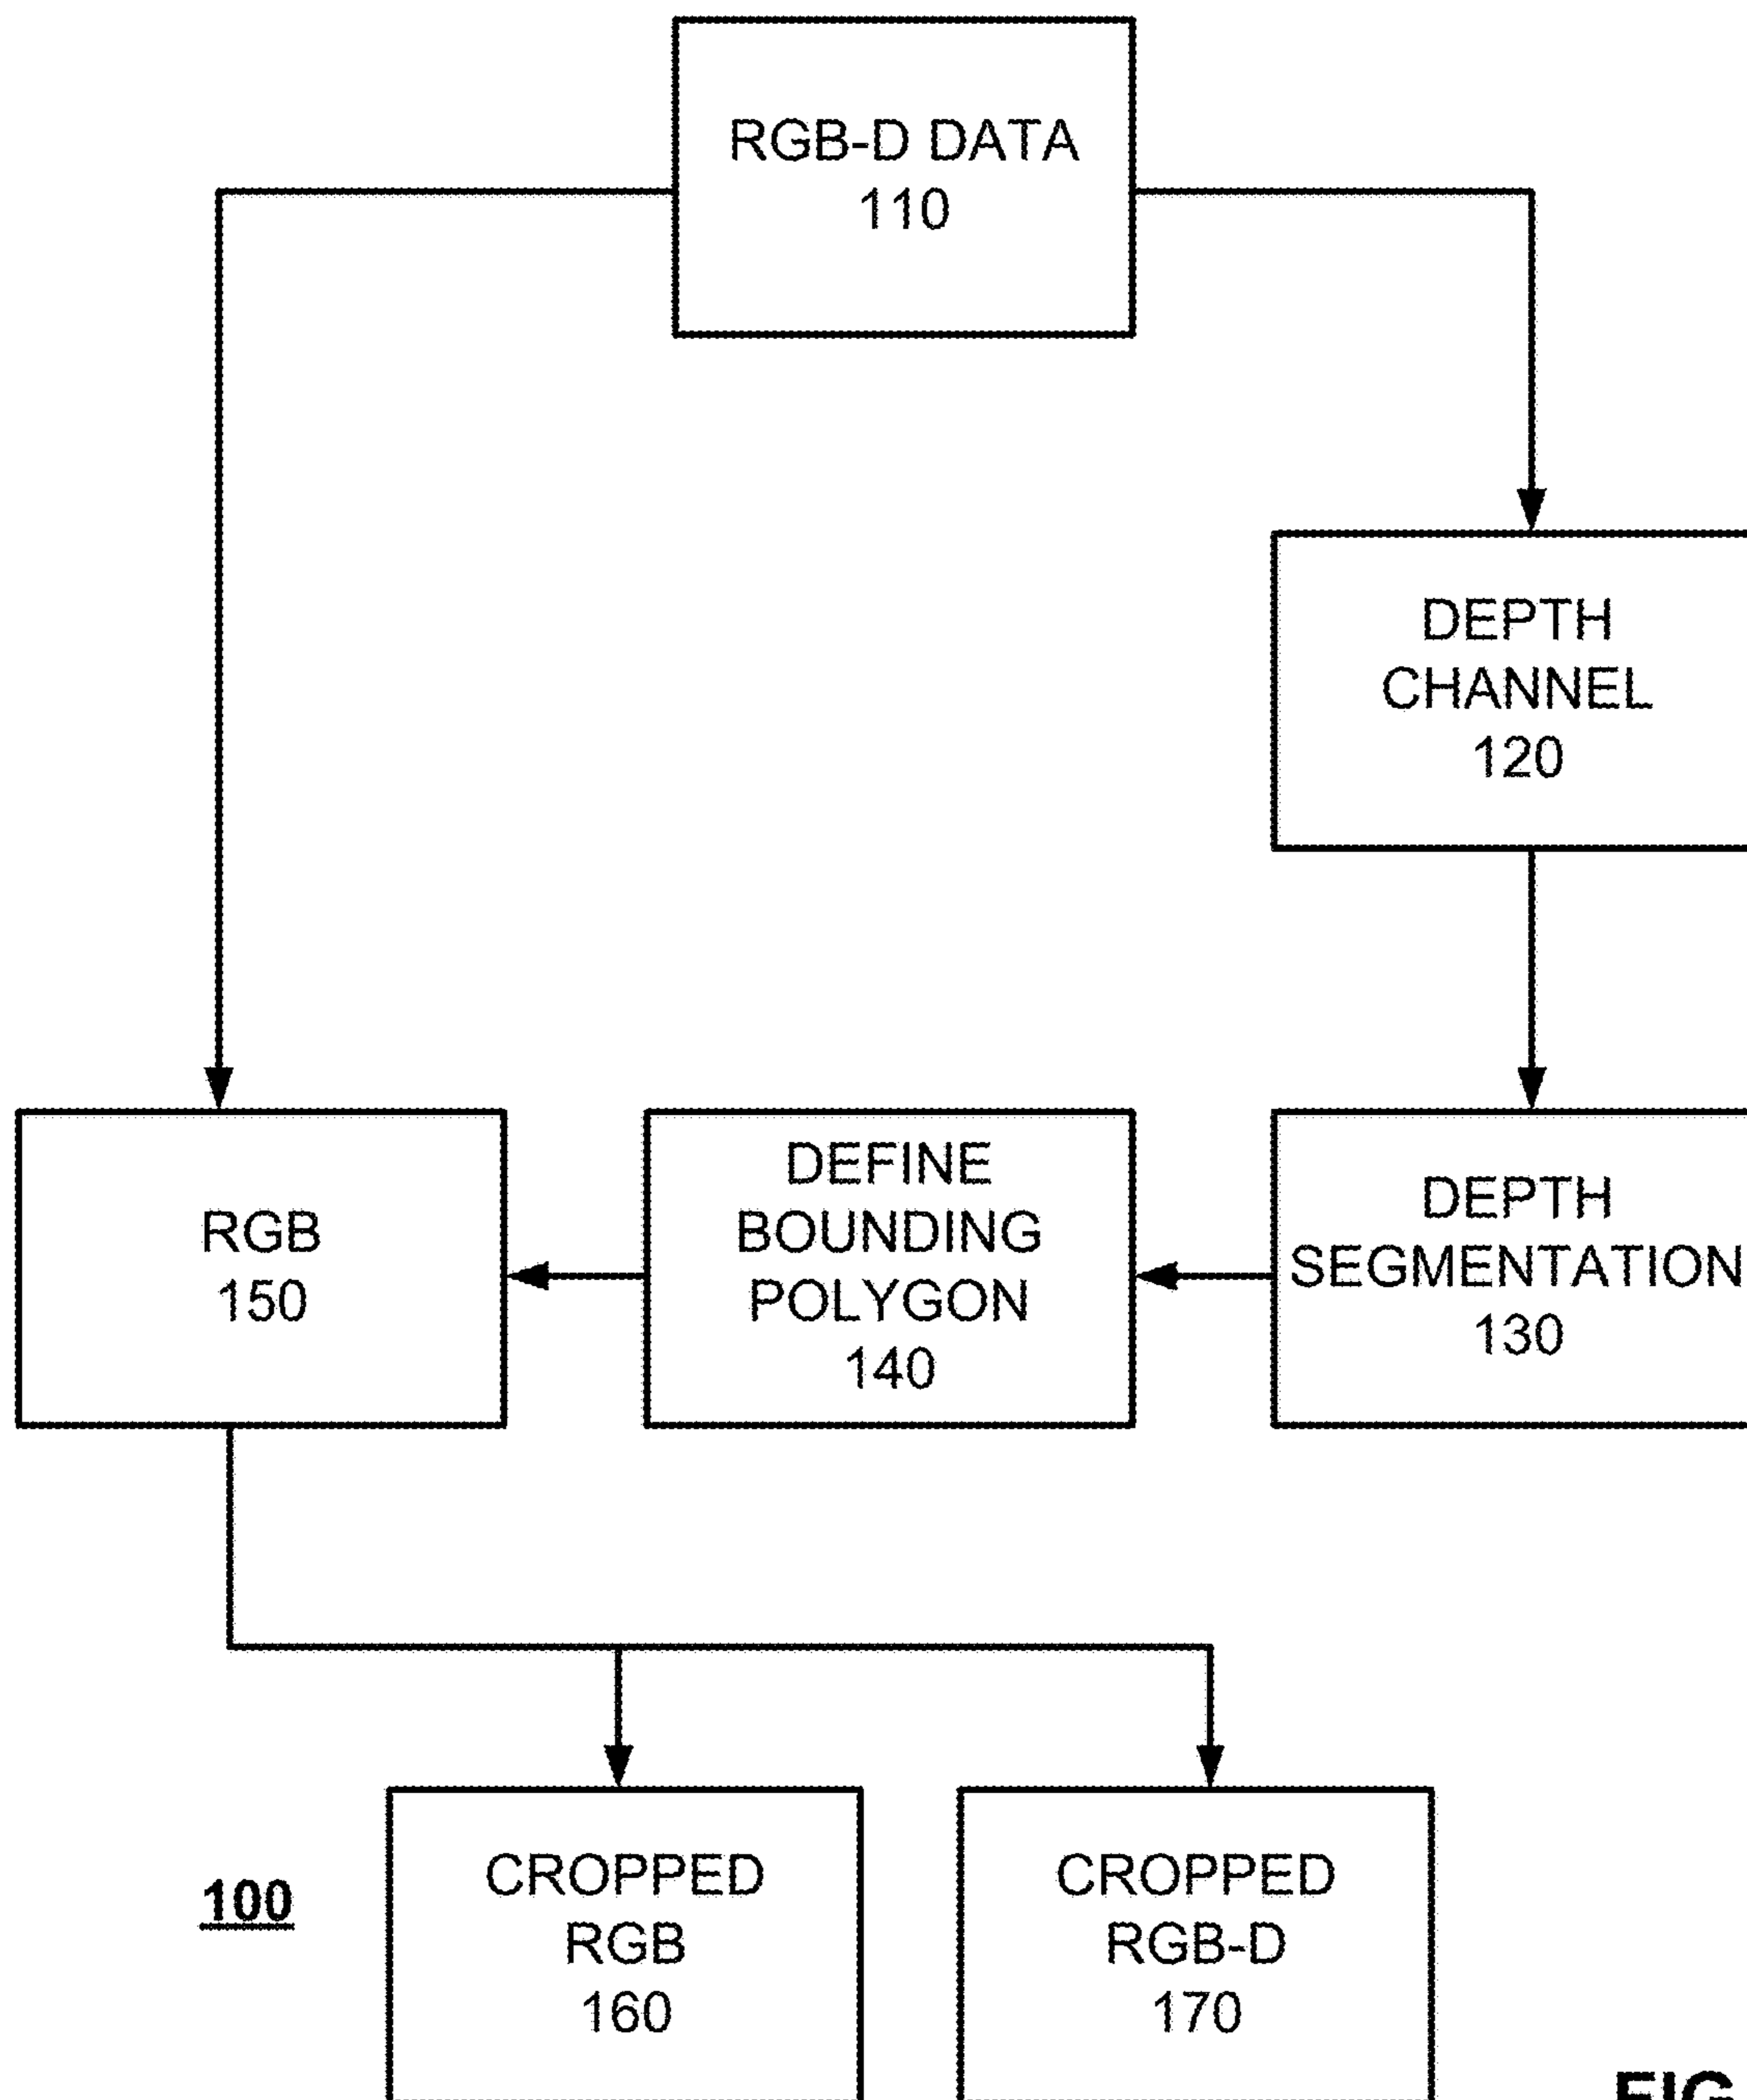 RGB-D DATA
110
DEPTH
CHANNEL
120
RGB
150
DEFINE
BOUNDING
POLYGON
140
DEPTH
SEGMENTATION
130
100
CROPPED
RGB
160
CROPPED
RGB-D
170
FIG